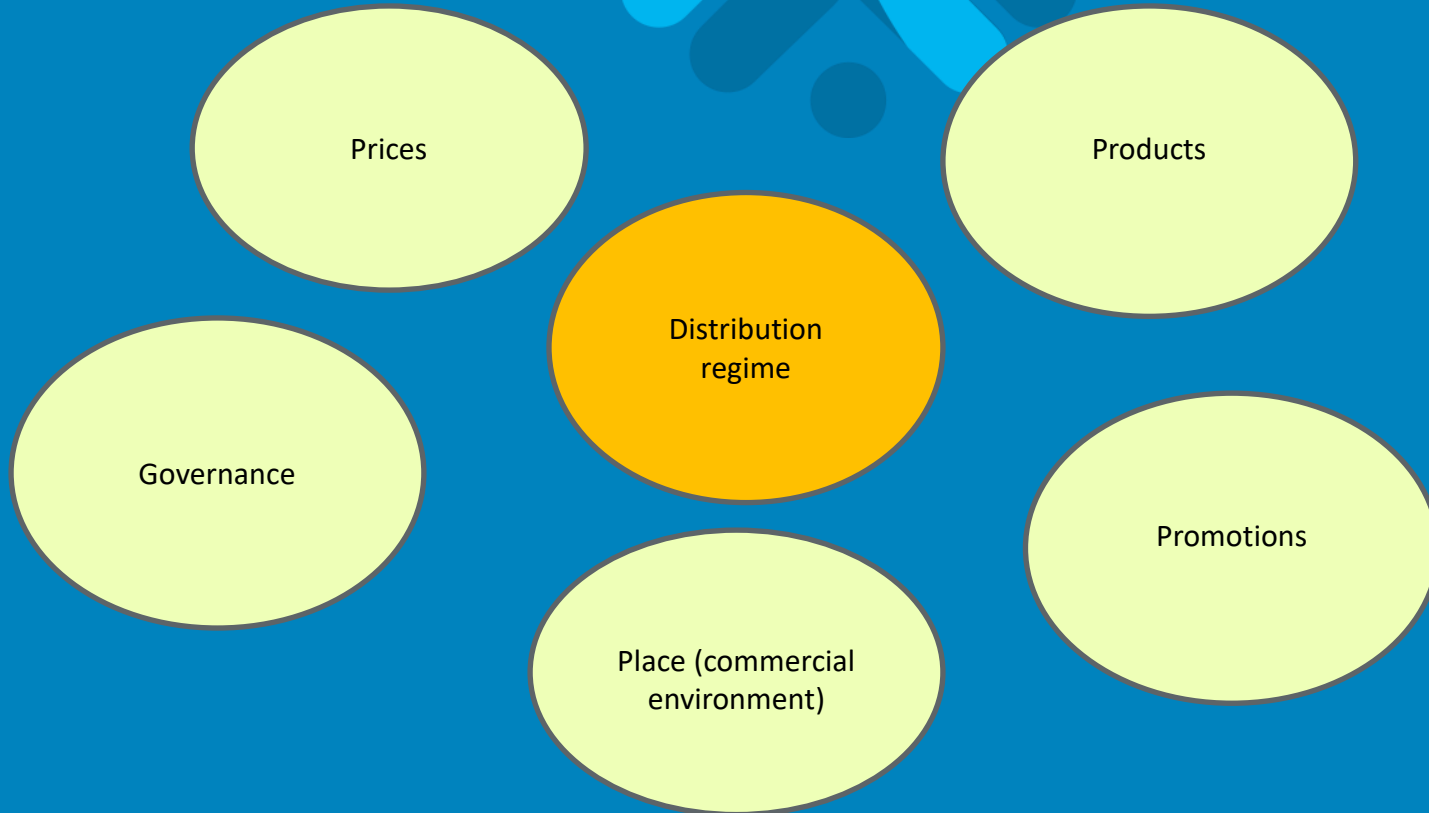 Prices
Products
Distribution
regime
Governance
Promotions
Place (commercial
environment)